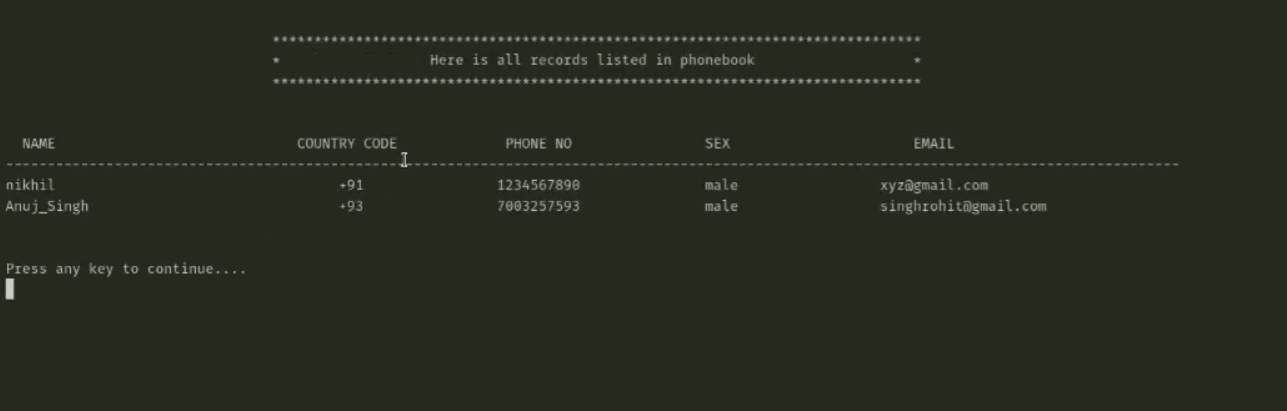 *******************************************************************************
* Here is all records listed in phonebook *
*******************************************************************************
NAME COUNTRY CODE PHONE NO SEX EMAIL
---------------------------------------------------------------------------------------------------------------------------------------------
nikhil +91 1234567890 male xyz@gmail.com
Anuj_Singh +93 7003257593 male singhrohit@gmail.com
Press any key to continue....